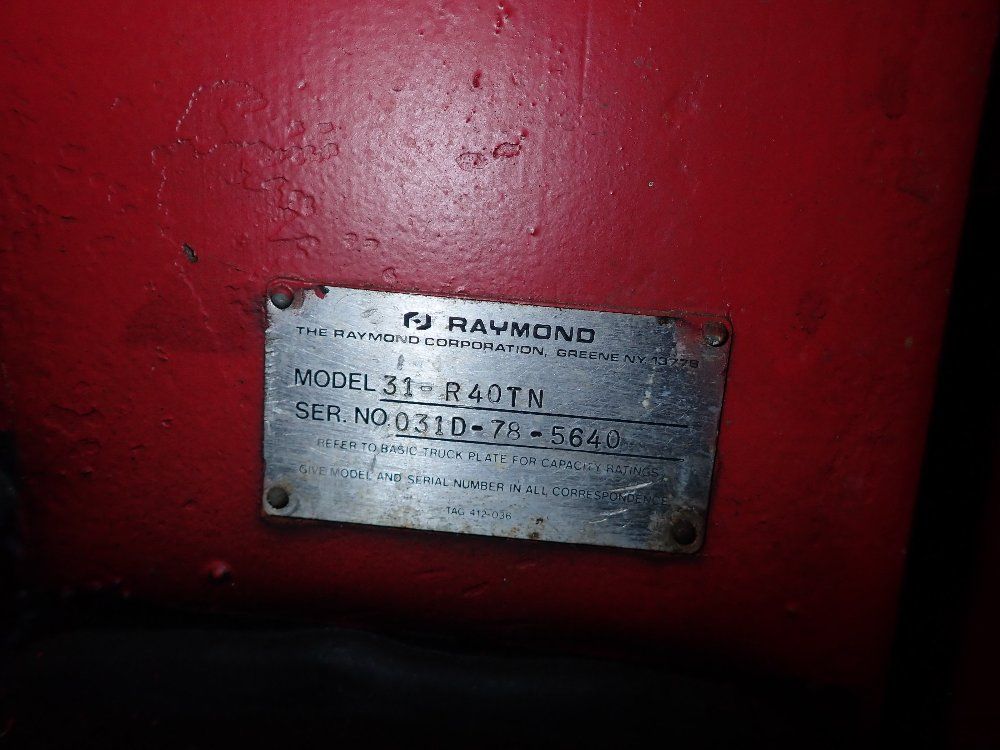 RAYMOND
THE RAYMOND CORPORATION, GREENE NY 13778
MODEL 31-R40TN
SER. NO. 031D-78-5640
REFER TO BASIC TRUCK PLATE FOR CAPACITY RATINGS
GIVE MODEL AND SERIAL NUMBER IN ALL CORRESPONDENCE
TAG 412-036